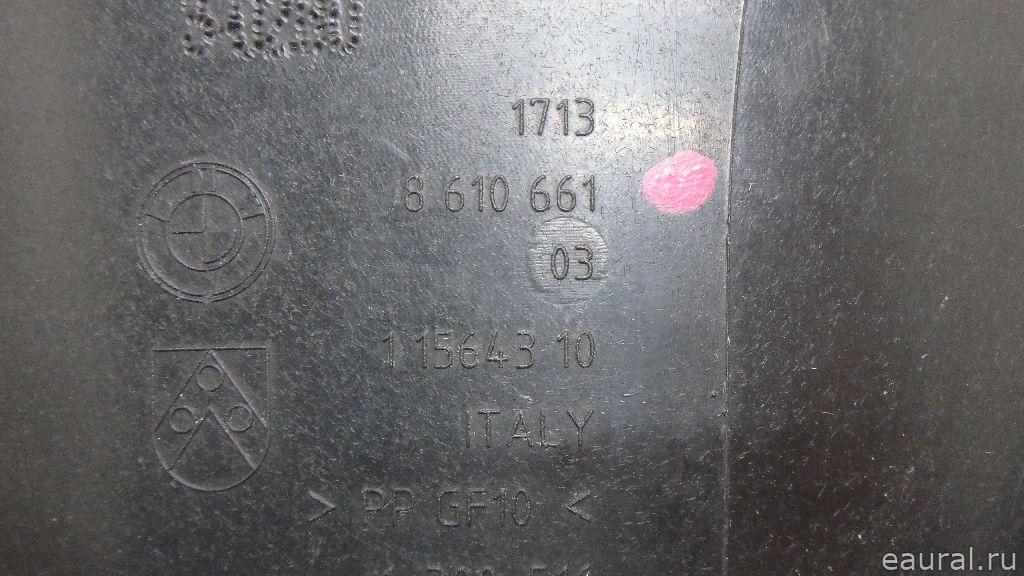 1713
8 610 661
03
1 15643 10
ITALY
> PP GF10 <
eaural.ru